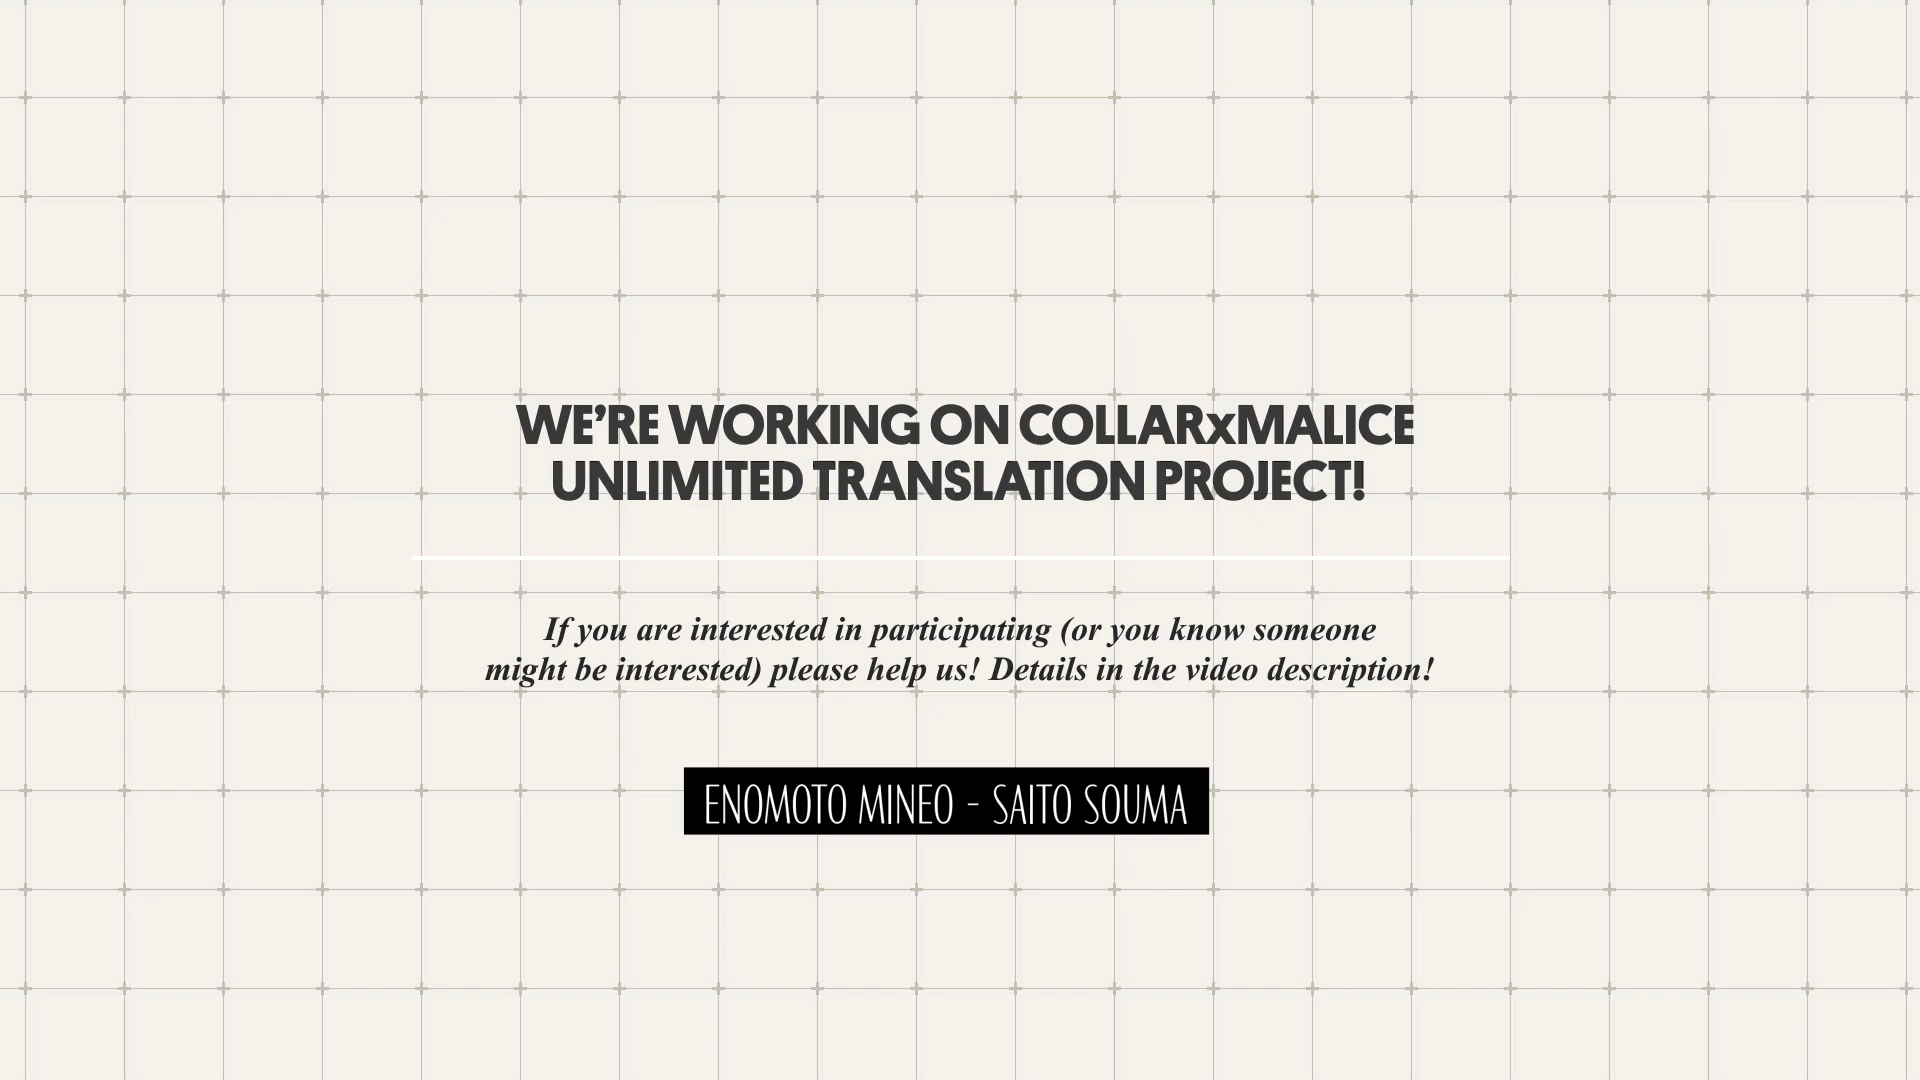 WE’RE WORKING ON COLLARxMALICE
UNLIMITED TRANSLATION PROJECT!
If you are interested in participating (or you know someone
might be interested) please help us! Details in the video description!
ENOMOTO MINEO - SAITO SOUMA